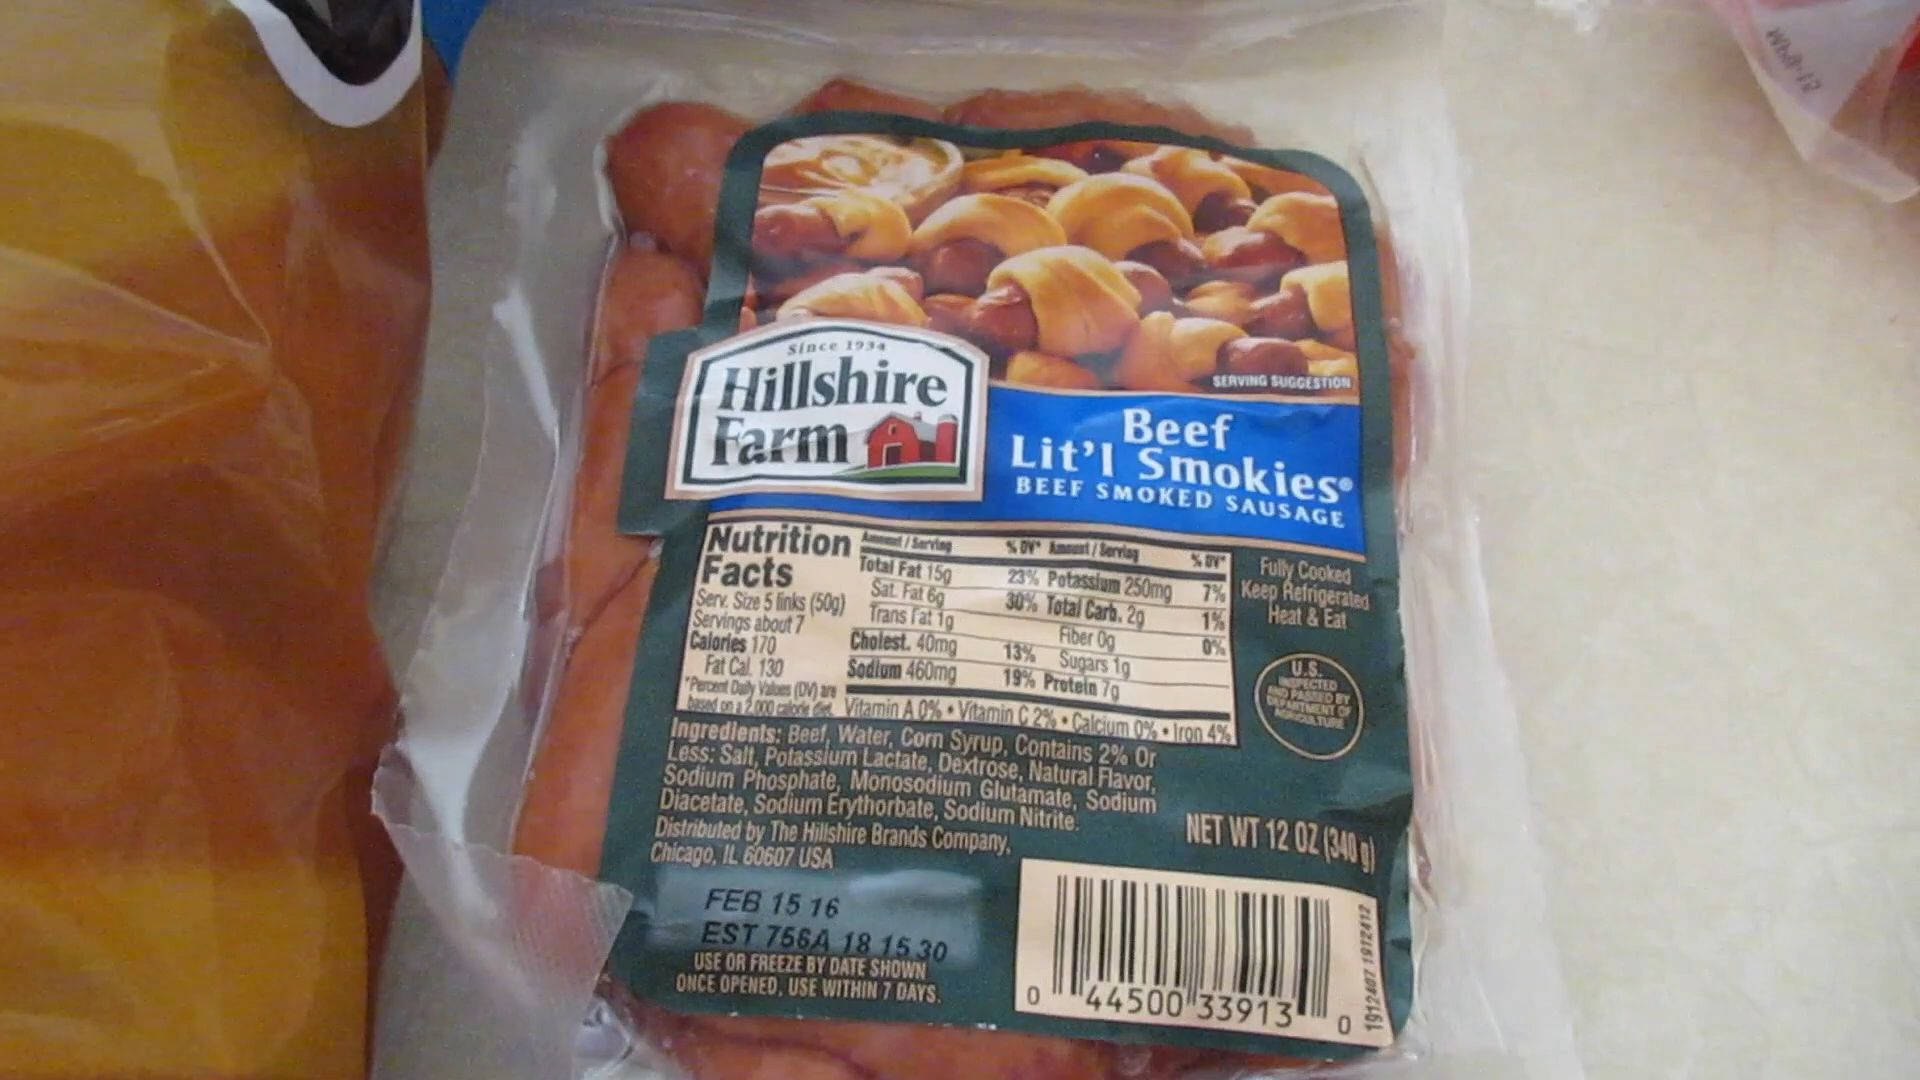 Since 1934
Hillshire
Farm
SERVING SUGGESTION
Beef
Lit'l Smokies®
BEEF SMOKED SAUSAGE
Nutrition
Facts
Serv. Size 5 links (50g)
Servings about 7
Calories 170
Fat Cal. 130
*Percent Daily Values (DV) are
based on a 2,000 calorie diet.
Amount / Serving % DV* Amount / Serving % DV*
Total Fat 15g 23% Potassium 250mg 7%
Sat. Fat 6g 30% Total Carb. 2g 1%
Trans Fat 1g Fiber 0g 0%
Cholest. 40mg 13% Sugars 1g
Sodium 460mg 19% Protein 7g
Vitamin A 0% • Vitamin C 2% • Calcium 0% • Iron 4%
Fully Cooked
Keep Refrigerated
Heat & Eat
U.S.
INSPECTED
AND PASSED BY
DEPARTMENT OF
AGRICULTURE
Ingredients: Beef, Water, Corn Syrup, Contains 2% Or
Less: Salt, Potassium Lactate, Dextrose, Natural Flavor,
Sodium Phosphate, Monosodium Glutamate, Sodium
Diacetate, Sodium Erythorbate, Sodium Nitrite.
Distributed by The Hillshire Brands Company,
Chicago, IL 60607 USA
NET WT 12 OZ (340 g)
FEB 15 16
EST 756A 18 15 30
USE OR FREEZE BY DATE SHOWN
ONCE OPENED, USE WITHIN 7 DAYS.
0 44500 33913 0
1912407 1912412